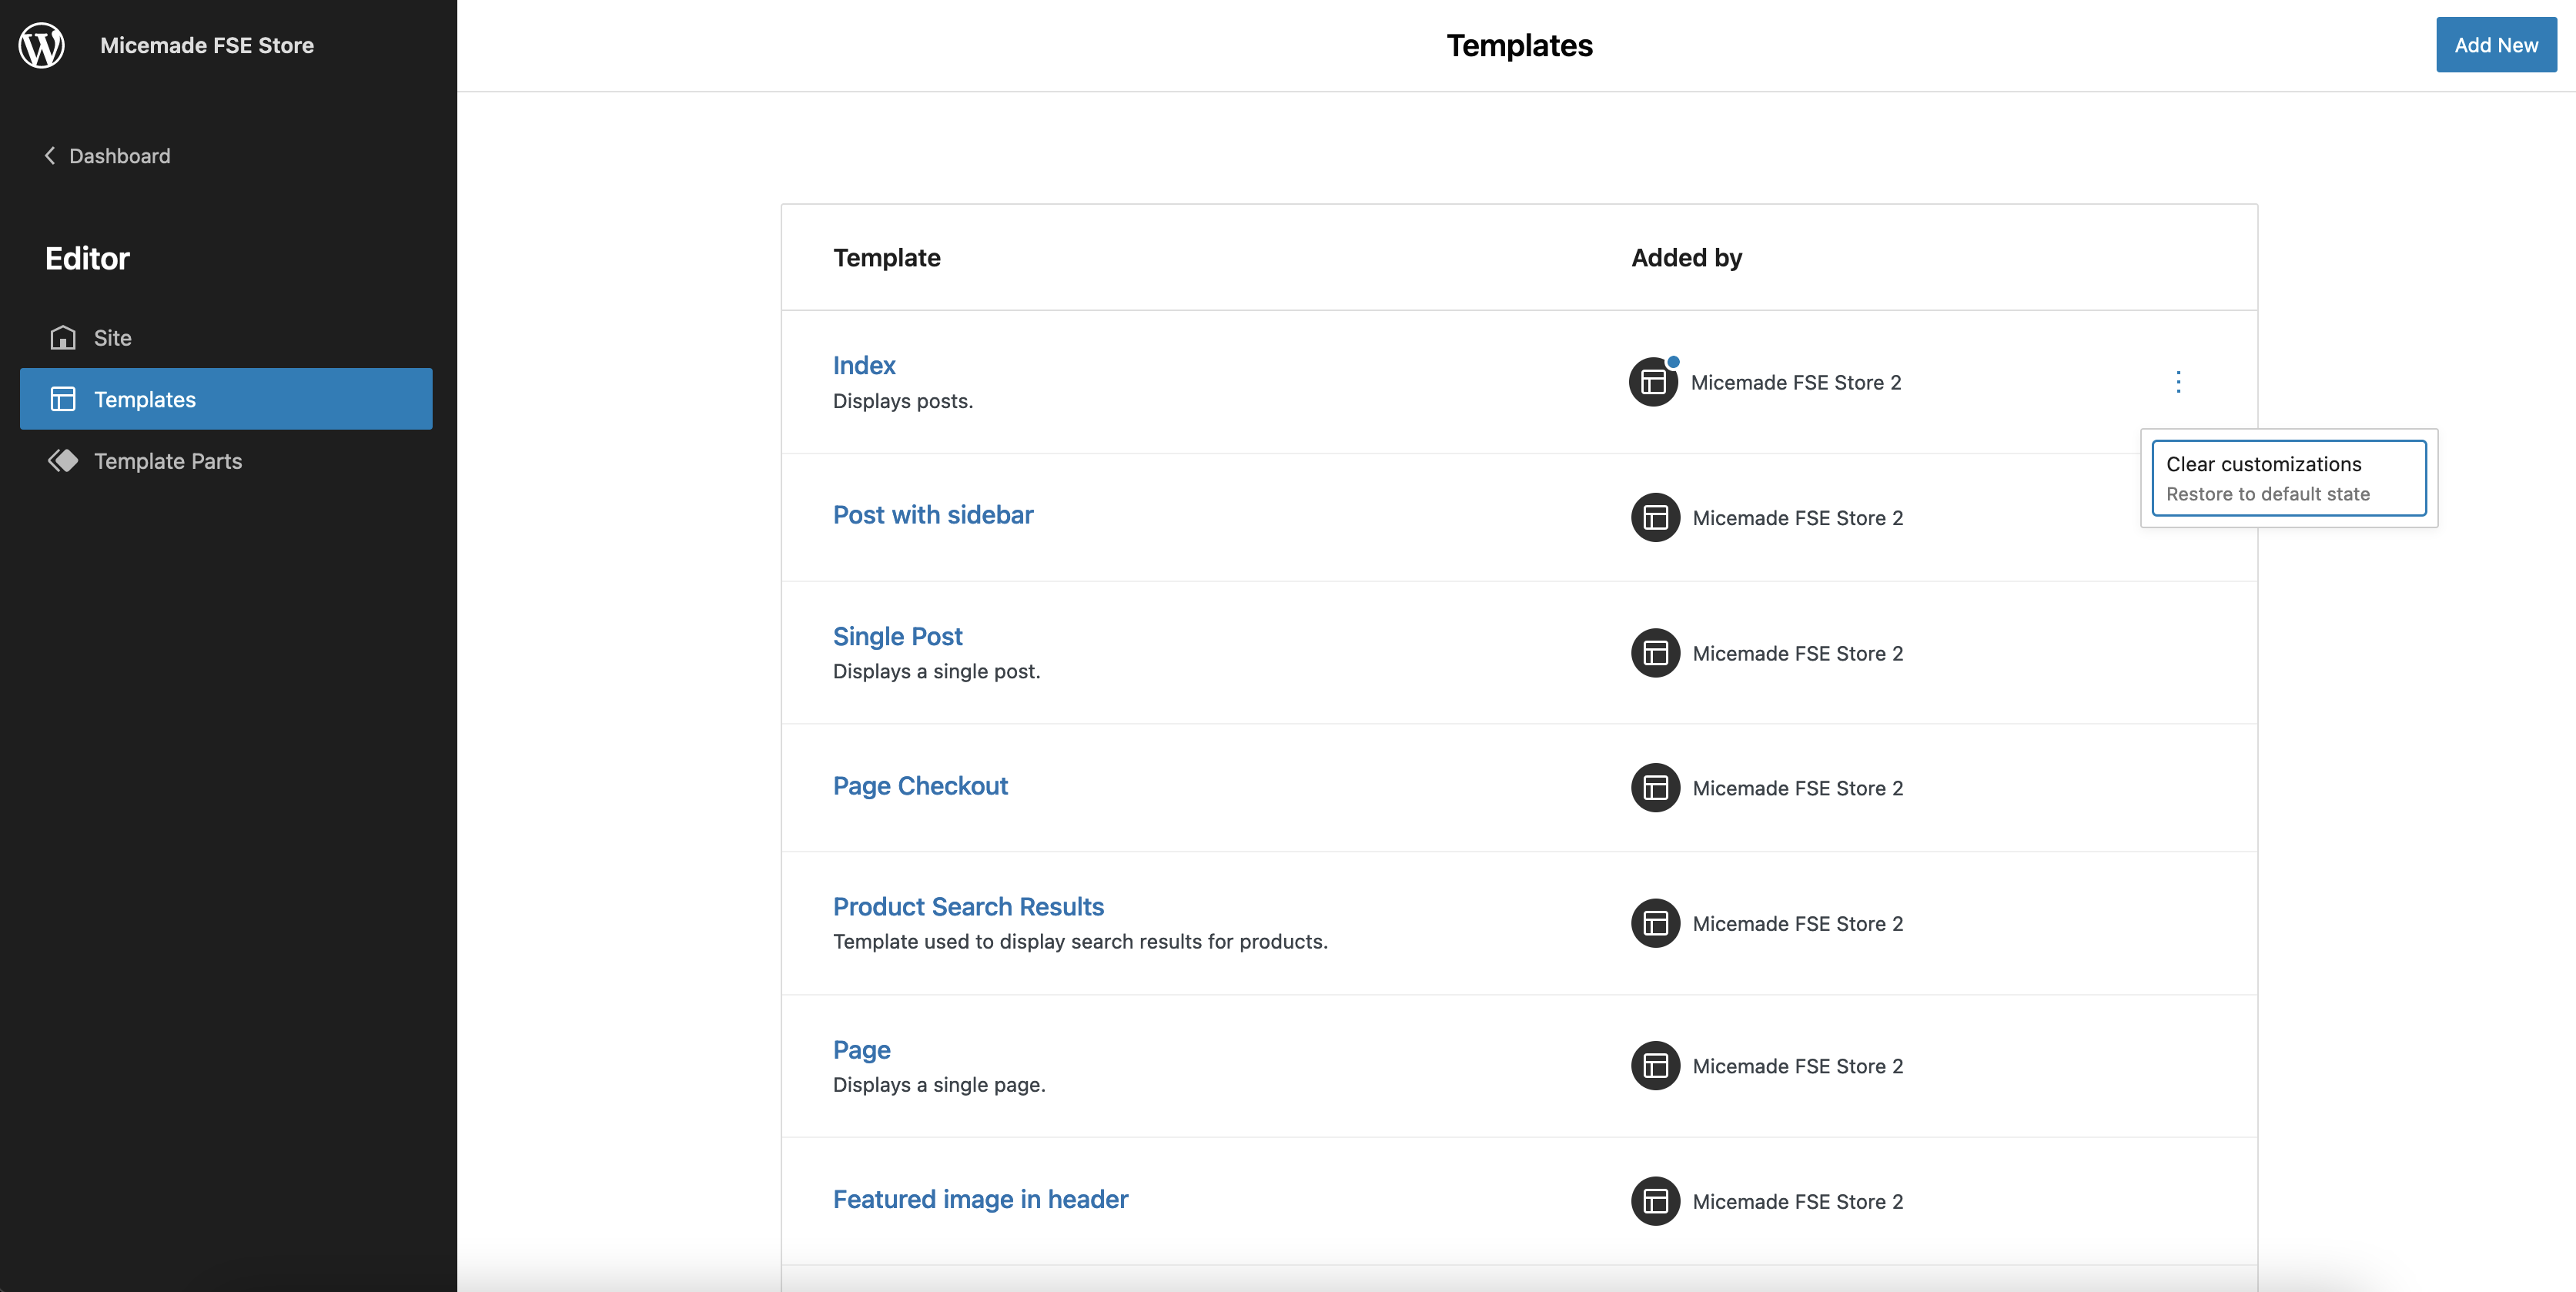 Micemade FSE Store
Templates
Add New
Dashboard
Editor
Site
Templates
Template Parts
Template
Added by
Index
Displays posts.
Micemade FSE Store 2
Clear customizations
Restore to default state
Post with sidebar
Micemade FSE Store 2
Single Post
Displays a single post.
Micemade FSE Store 2
Page Checkout
Micemade FSE Store 2
Product Search Results
Template used to display search results for products.
Micemade FSE Store 2
Page
Displays a single page.
Micemade FSE Store 2
Featured image in header
Micemade FSE Store 2